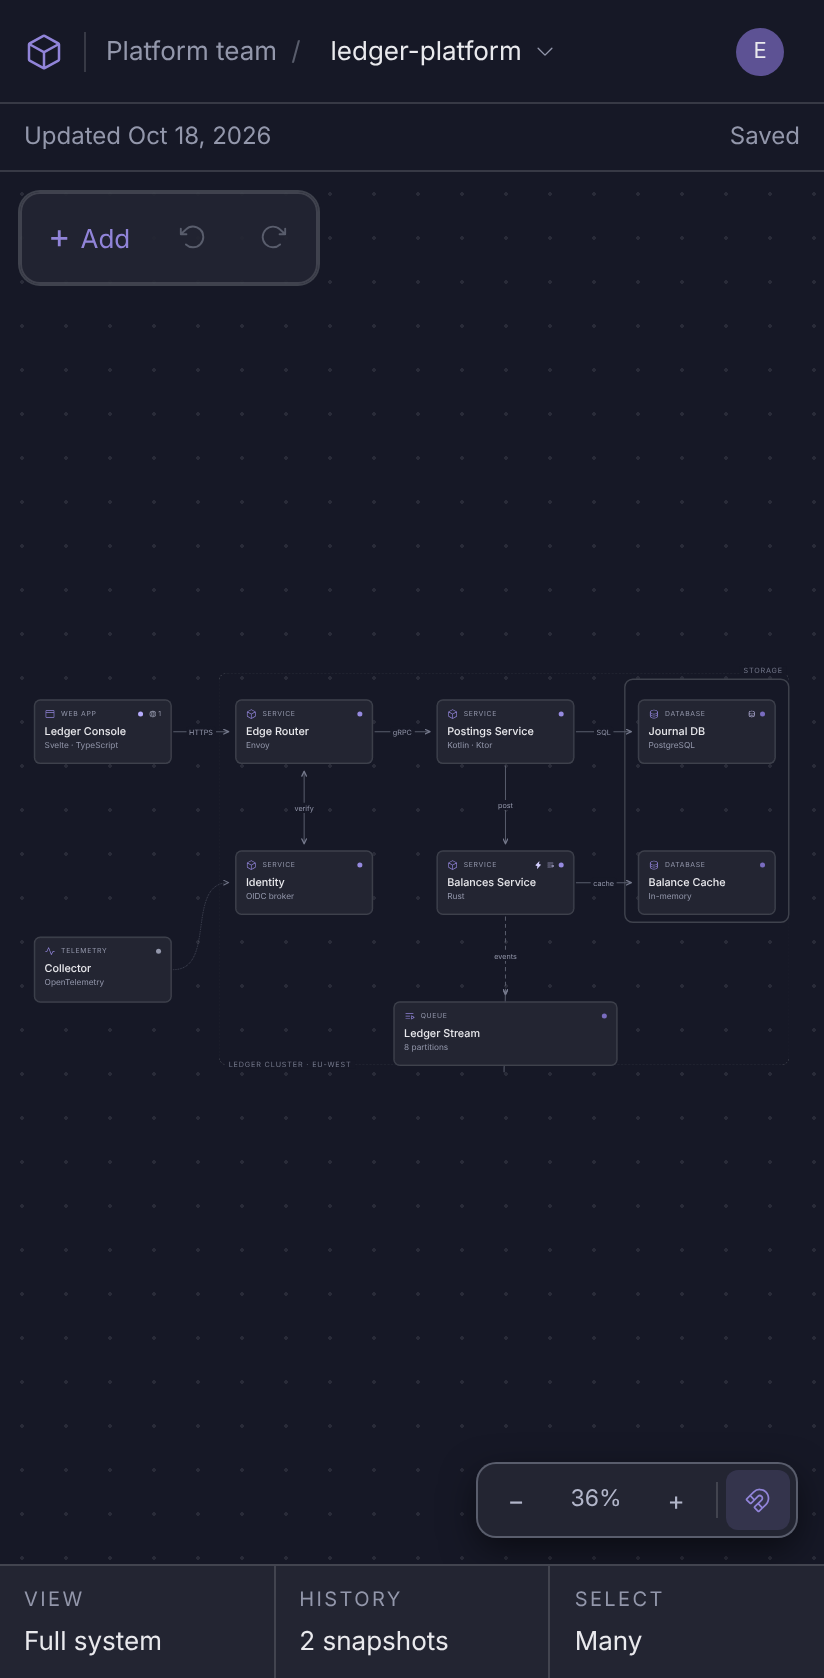 Platform team / ledger-platform
E
Updated Oct 18, 2026
Saved
+ Add
STORAGE
WEB APP
1
Ledger Console
Svelte · TypeScript
HTTPS
SERVICE
Edge Router
Envoy
gRPC
SERVICE
Postings Service
Kotlin · Ktor
SQL
DATABASE
Journal DB
PostgreSQL
verify
post
SERVICE
Identity
OIDC broker
SERVICE
Balances Service
Rust
cache
DATABASE
Balance Cache
In-memory
TELEMETRY
Collector
OpenTelemetry
events
QUEUE
Ledger Stream
8 partitions
LEDGER CLUSTER · EU-WEST
− 36% +
VIEW
Full system
HISTORY
2 snapshots
SELECT
Many